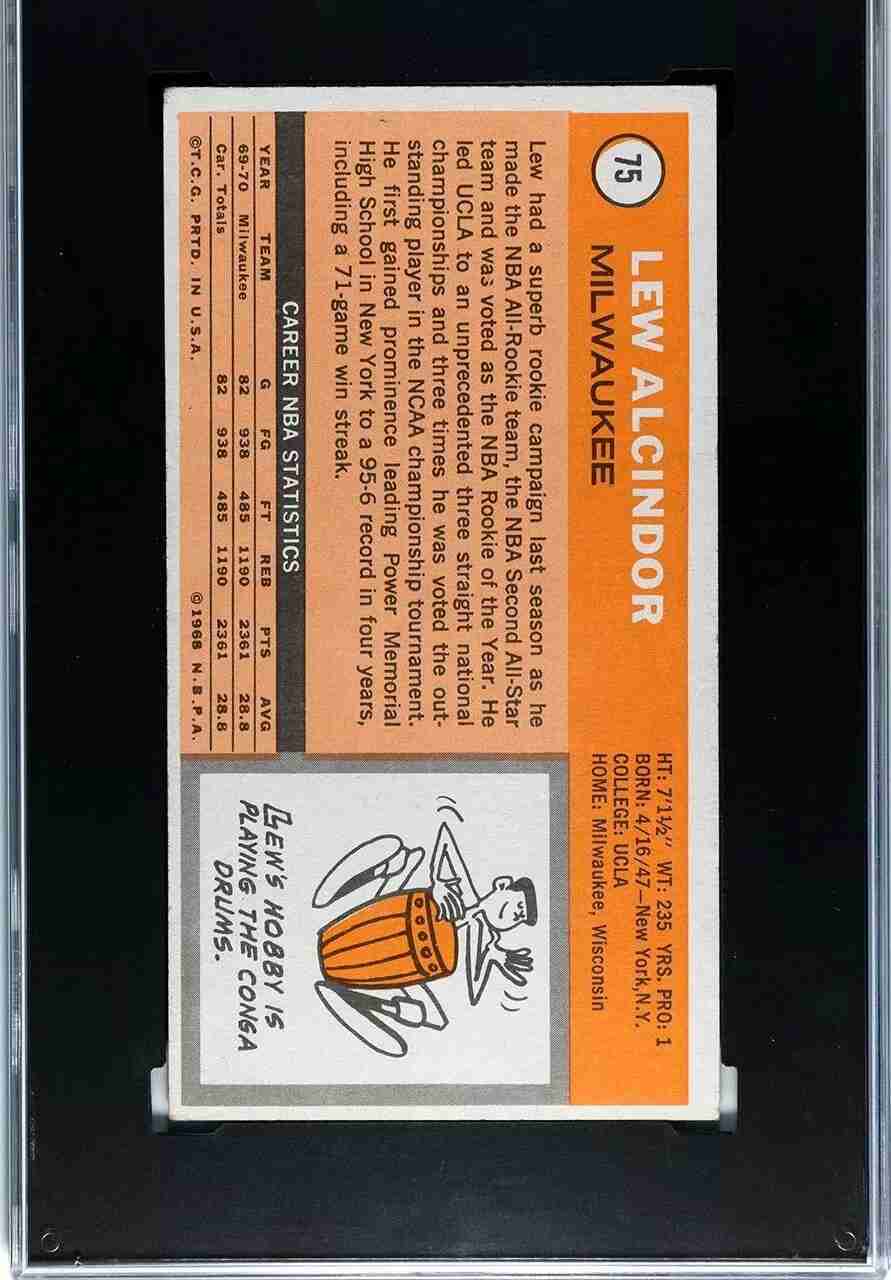 75
LEW ALCINDOR
MILWAUKEE
HT: 7'1½" WT: 235 YRS. PRO: 1
BORN: 4/16/47—New York, N.Y.
COLLEGE: UCLA
HOME: Milwaukee, Wisconsin
Lew had a superb rookie campaign last season as he
made the NBA All-Rookie team, the NBA Second All-Star
team and was voted as the NBA Rookie of the Year. He
led UCLA to an unprecedented three straight national
championships and three times he was voted the out-
standing player in the NCAA championship tournament.
He first gained prominence leading Power Memorial
High School in New York to a 95-6 record in four years,
including a 71-game win streak.
CAREER NBA STATISTICS
YEAR TEAM G FG FT REB PTS AVG
69-70 Milwaukee 82 938 485 1190 2361 28.8
Car. Totals 82 938 485 1190 2361 28.8
©T.C.G. PRTD. IN U.S.A. ©1968 N.B.P.A.
LEW'S HOBBY IS
PLAYING THE CONGA
DRUMS.